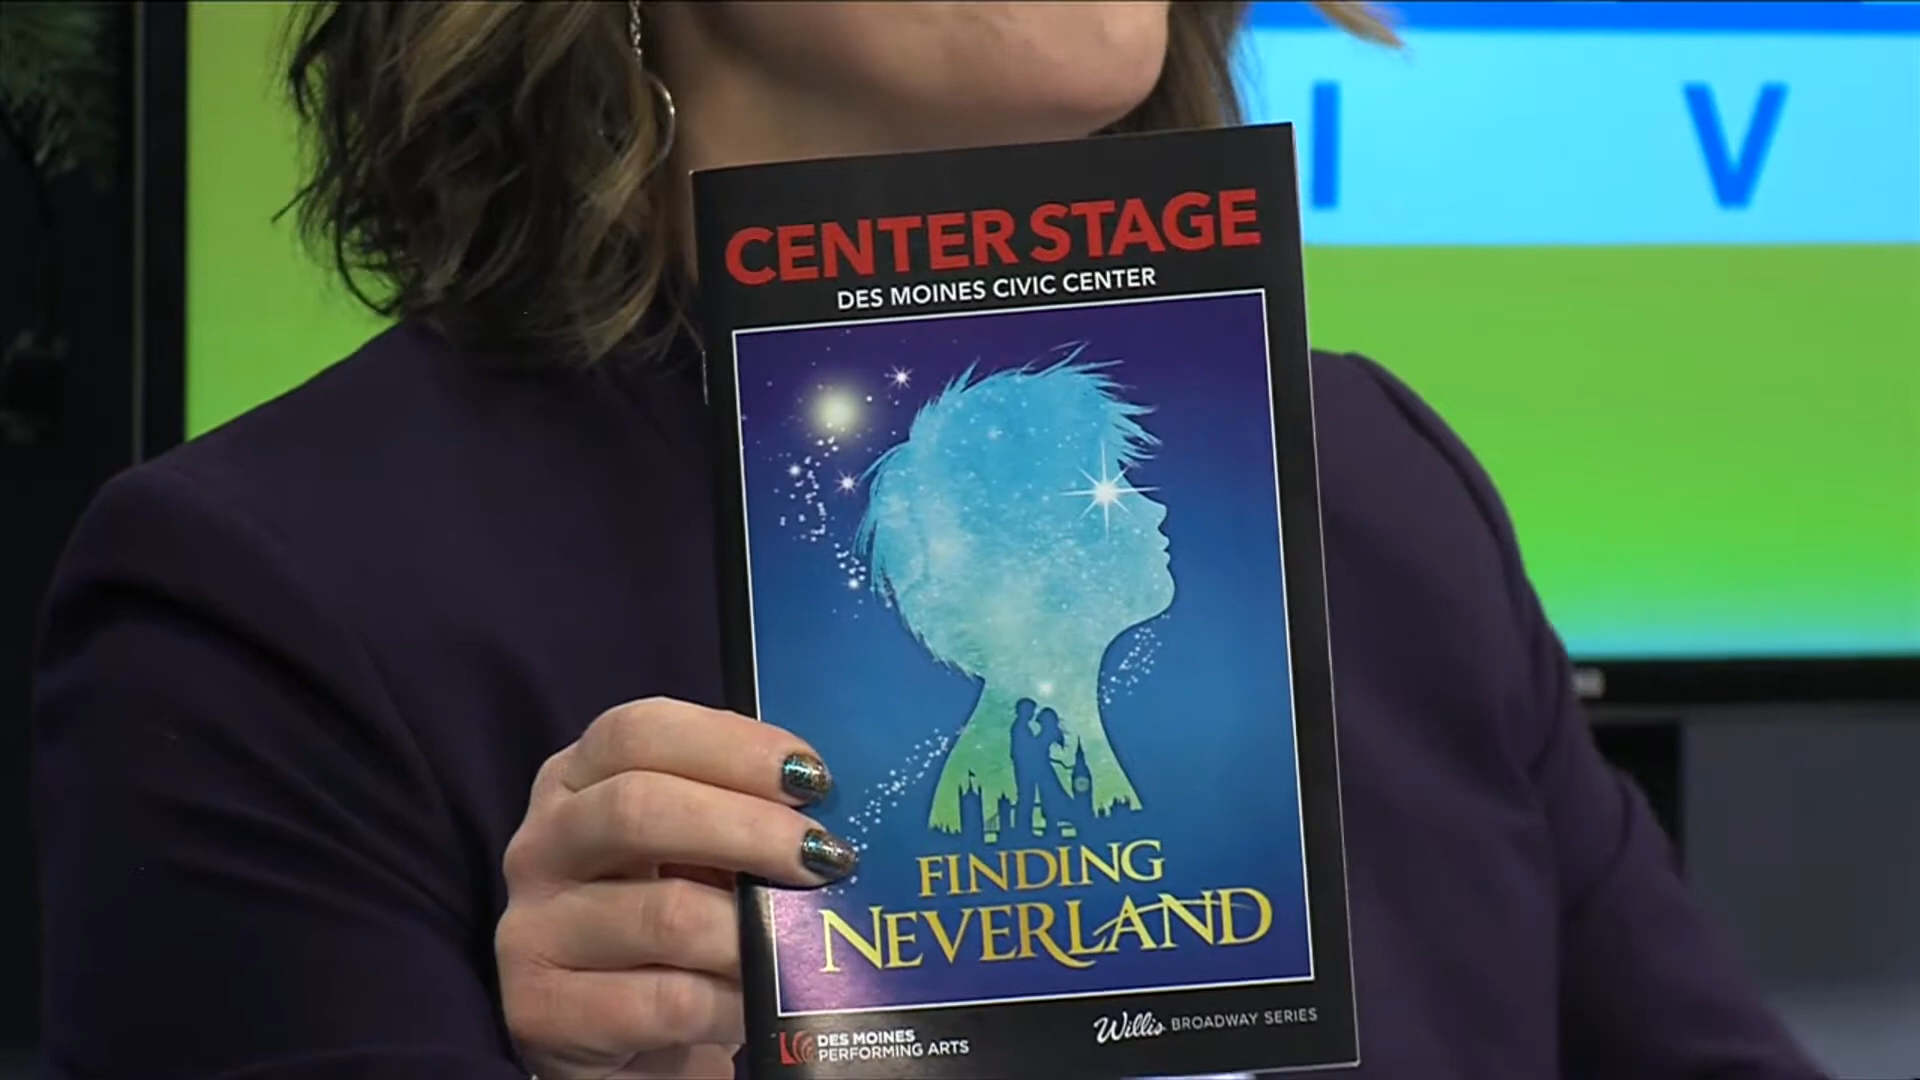 I V
CENTER STAGE
DES MOINES CIVIC CENTER
FINDING
NEVERLAND
DES MOINES
PERFORMING ARTS
Willis BROADWAY SERIES